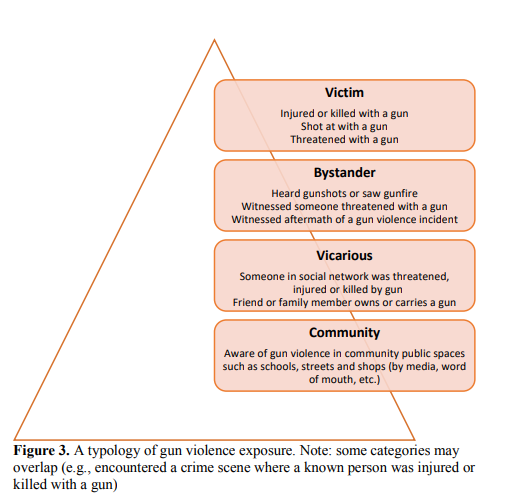 Victim
Injured or killed with a gun
Shot at with a gun
Threatened with a gun
Bystander
Heard gunshots or saw gunfire
Witnessed someone threatened with a gun
Witnessed aftermath of a gun violence incident
Vicarious
Someone in social network was threatened,
injured or killed by gun
Friend or family member owns or carries a gun
Community
Aware of gun violence in community public spaces
such as schools, streets and shops (by media, word
of mouth, etc.)
Figure 3. A typology of gun violence exposure. Note: some categories may
overlap (e.g., encountered a crime scene where a known person was injured or
killed with a gun)